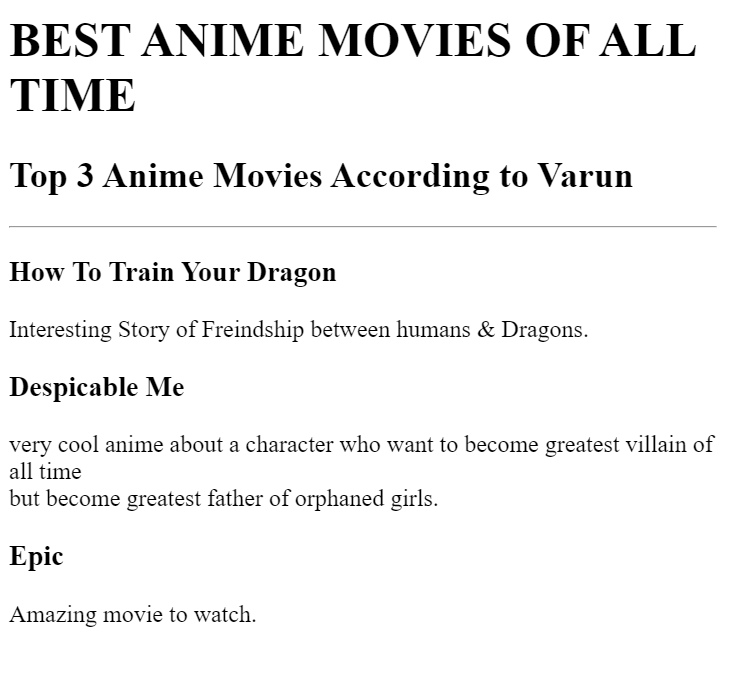 BEST ANIME MOVIES OF ALL
TIME
Top 3 Anime Movies According to Varun
How To Train Your Dragon
Interesting Story of Freindship between humans & Dragons.
Despicable Me
very cool anime about a character who want to become greatest villain of
all time
but become greatest father of orphaned girls.
Epic
Amazing movie to watch.